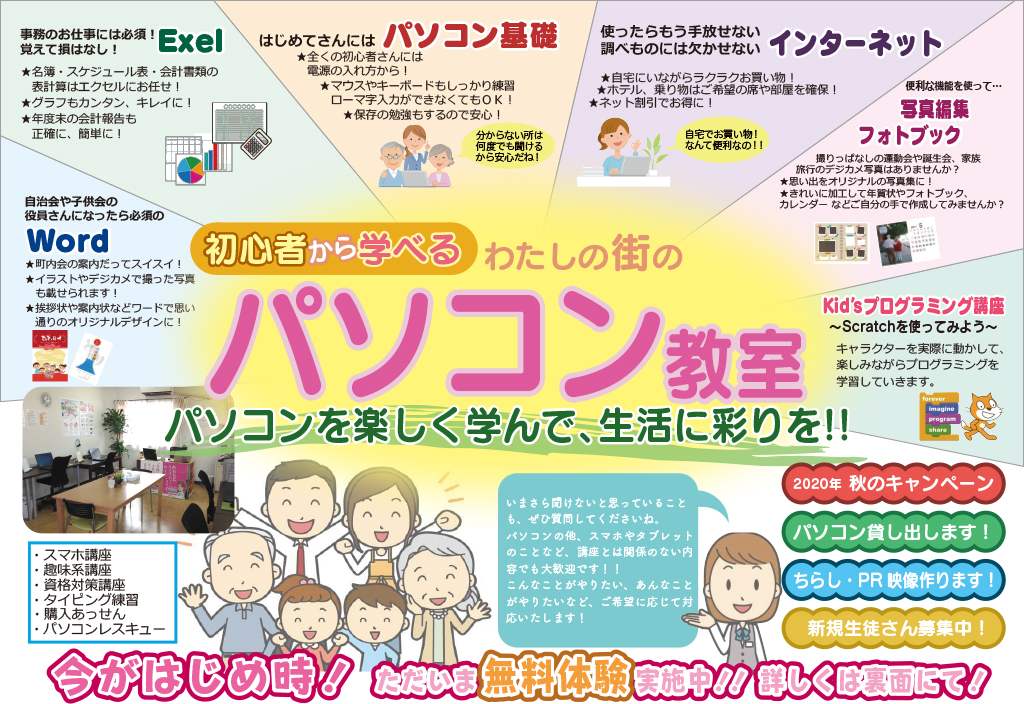 事務のお仕事には必須！
覚えて損はなし！
Exel
★名簿・スケジュール表・会計書類の
表計算はエクセルにお任せ！
★グラフもカンタン、キレイに！
★年度末の会計報告も
正確に、簡単に！
はじめてさんには パソコン基礎
★全くの初心者さんには
電源の入れ方から！
★マウスやキーボードもしっかり練習
ローマ字入力ができなくてもＯＫ！
★保存の勉強もするので安心！
分からない所は
何度でも聞ける
から安心だね！
使ったらもう手放せない
調べものには欠かせない
インターネット
★自宅にいながらラクラクお買い物！
★ホテル、乗り物はご希望の席や部屋を確保！
★ネット割引でお得に！
自宅でお買い物！
なんて便利なの！！
便利な機能を使って…
写真編集
フォトブック
撮りっぱなしの運動会や誕生会、家族
旅行のデジカメ写真はありませんか？
★思い出をオリジナルの写真集に！
★きれいに加工して年賀状やフォトブック、
カレンダー などご自分の手で作成してみませんか？
自治会や子供会の
役員さんになったら必須の
Word
★町内会の案内だってスイスイ！
★イラストやデジカメで撮った写真
も載せられます！
★挨拶状や案内状などワードで思い
通りのオリジナルデザインに！
初心者から学べる わたしの街の
パソコン教室
パソコンを楽しく学んで、生活に彩りを!!
Kid'sプログラミング講座
～Scratchを使ってみよう～
キャラクターを実際に動かして、
楽しみながらプログラミングを
学習していきます。
forever
imagine
program
share
・スマホ講座
・趣味系講座
・資格対策講座
・タイピング練習
・購入あっせん
・パソコンレスキュー
いまさら聞けないと思っていること
も、ぜひ質問してくださいね。
パソコンの他、スマホやタブレット
のことなど、講座とは関係のない内
容でも大歓迎です！！
こんなことがやりたい、あんなこと
がやりたいなど、ご希望に応じて対
応いたします！
2020年 秋のキャンペーン
パソコン貸し出します！
ちらし・PR映像作ります！
新規生徒さん募集中！
今がはじめ時！ ただいま無料体験実施中!! 詳しくは裏面にて！